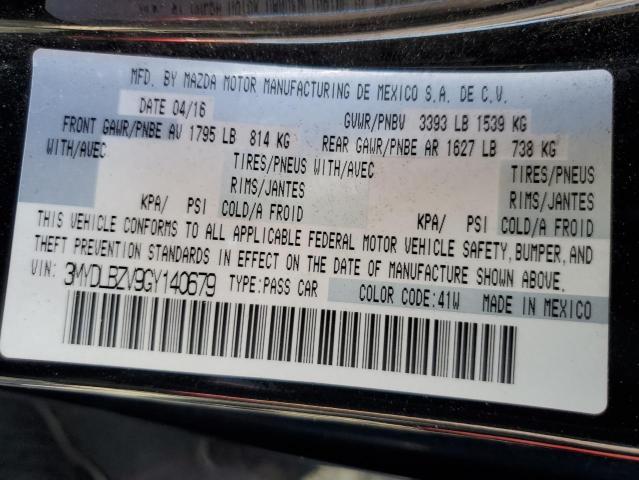 MFD. BY MAZDA MOTOR MANUFACTURING DE MEXICO S.A. DE C.V.
DATE 04/16 GVWR/PNBV 3393 LB 1539 KG
FRONT GAWR/PNBE AV 1795 LB 814 KG REAR GAWR/PNBE AR 1627 LB 738 KG
WITH/AVEC TIRES/PNEUS WITH/AVEC TIRES/PNEUS
RIMS/JANTES RIMS/JANTES
KPA/ PSI COLD/A FROID KPA/ PSI COLD/A FROID
THIS VEHICLE CONFORMS TO ALL APPLICABLE FEDERAL MOTOR VEHICLE SAFETY, BUMPER, AND
THEFT PREVENTION STANDARDS IN EFFECT ON THE DATE OF MANUFACTURE SHOWN ABOVE.
VIN: 3MYDLBZV9GY140679 TYPE:PASS CAR COLOR CODE:41W MADE IN MEXICO